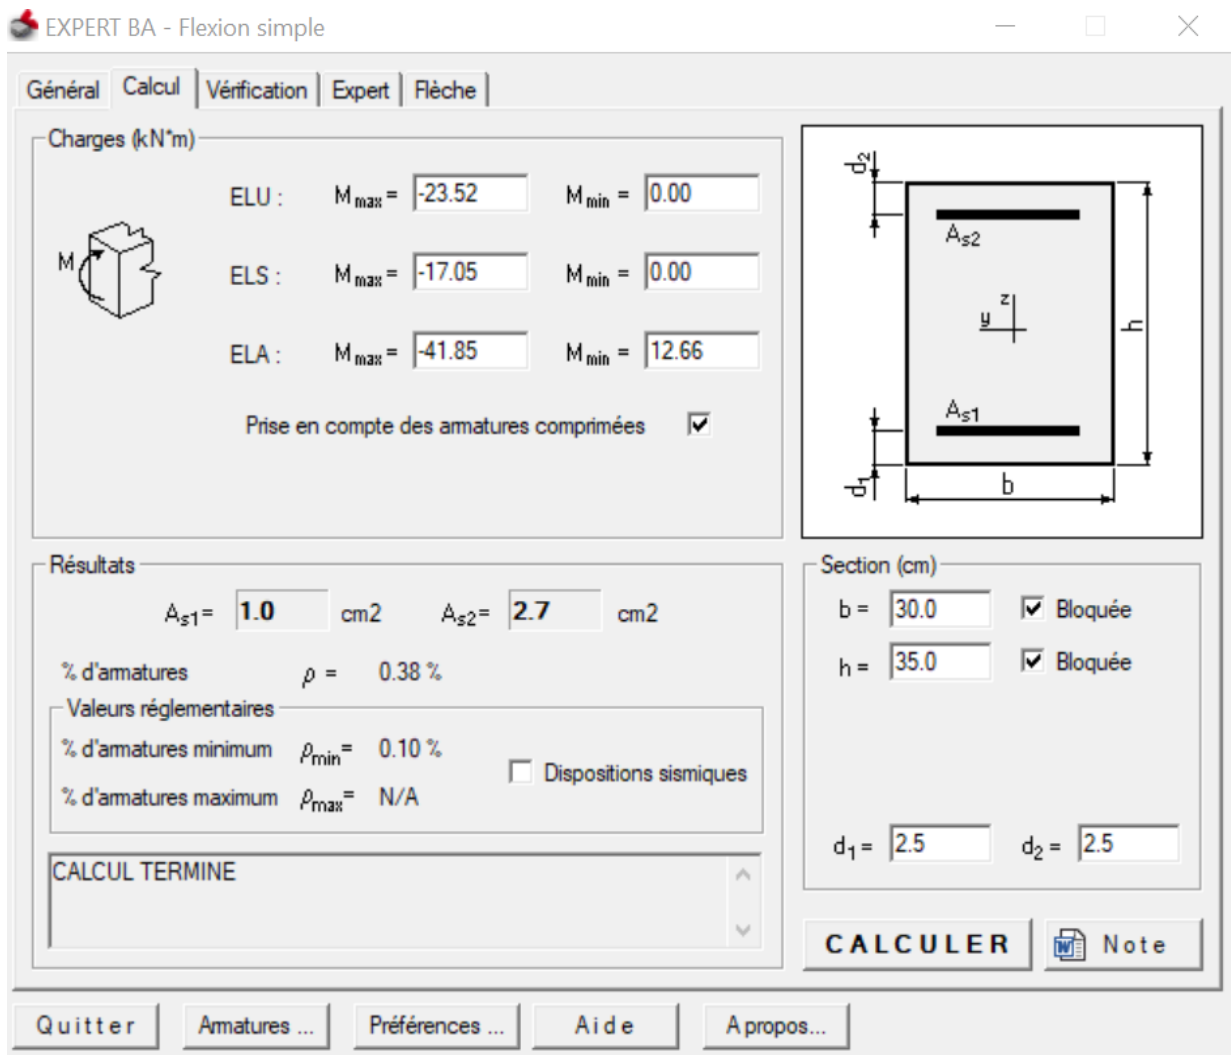 EXPERT BA - Flexion simple
Général Calcul Vérification Expert Flèche
Charges (kN*m)
ELU : M max = -23.52 M min = 0.00
M
ELS : M max = -17.05 M min = 0.00
ELA : M max = -41.85 M min = 12.66
Prise en compte des armatures comprimées
d2
As2
z
y
h
As1
d1
b
Résultats
As1= 1.0 cm2 As2= 2.7 cm2
% d'armatures ρ = 0.38 %
Valeurs réglementaires
% d'armatures minimum ρmin= 0.10 %
Dispositions sismiques
% d'armatures maximum ρmax= N/A
CALCUL TERMINE
Section (cm)
b = 30.0 Bloquée
h = 35.0 Bloquée
d1 = 2.5 d2 = 2.5
CALCULER Note
Quitter Armatures ... Préférences ... Aide A propos...